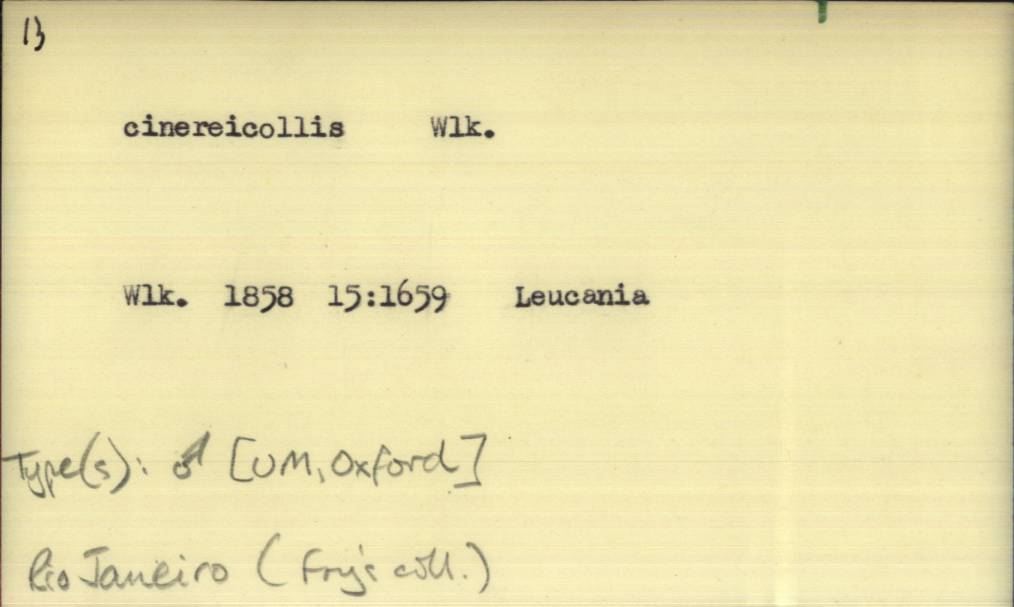 13
cinereicollis Wlk.
Wlk. 1858 15:1659 Leucania
Type(s): ♂ [UM, Oxford]
Rio Janeiro (Fry's coll.)